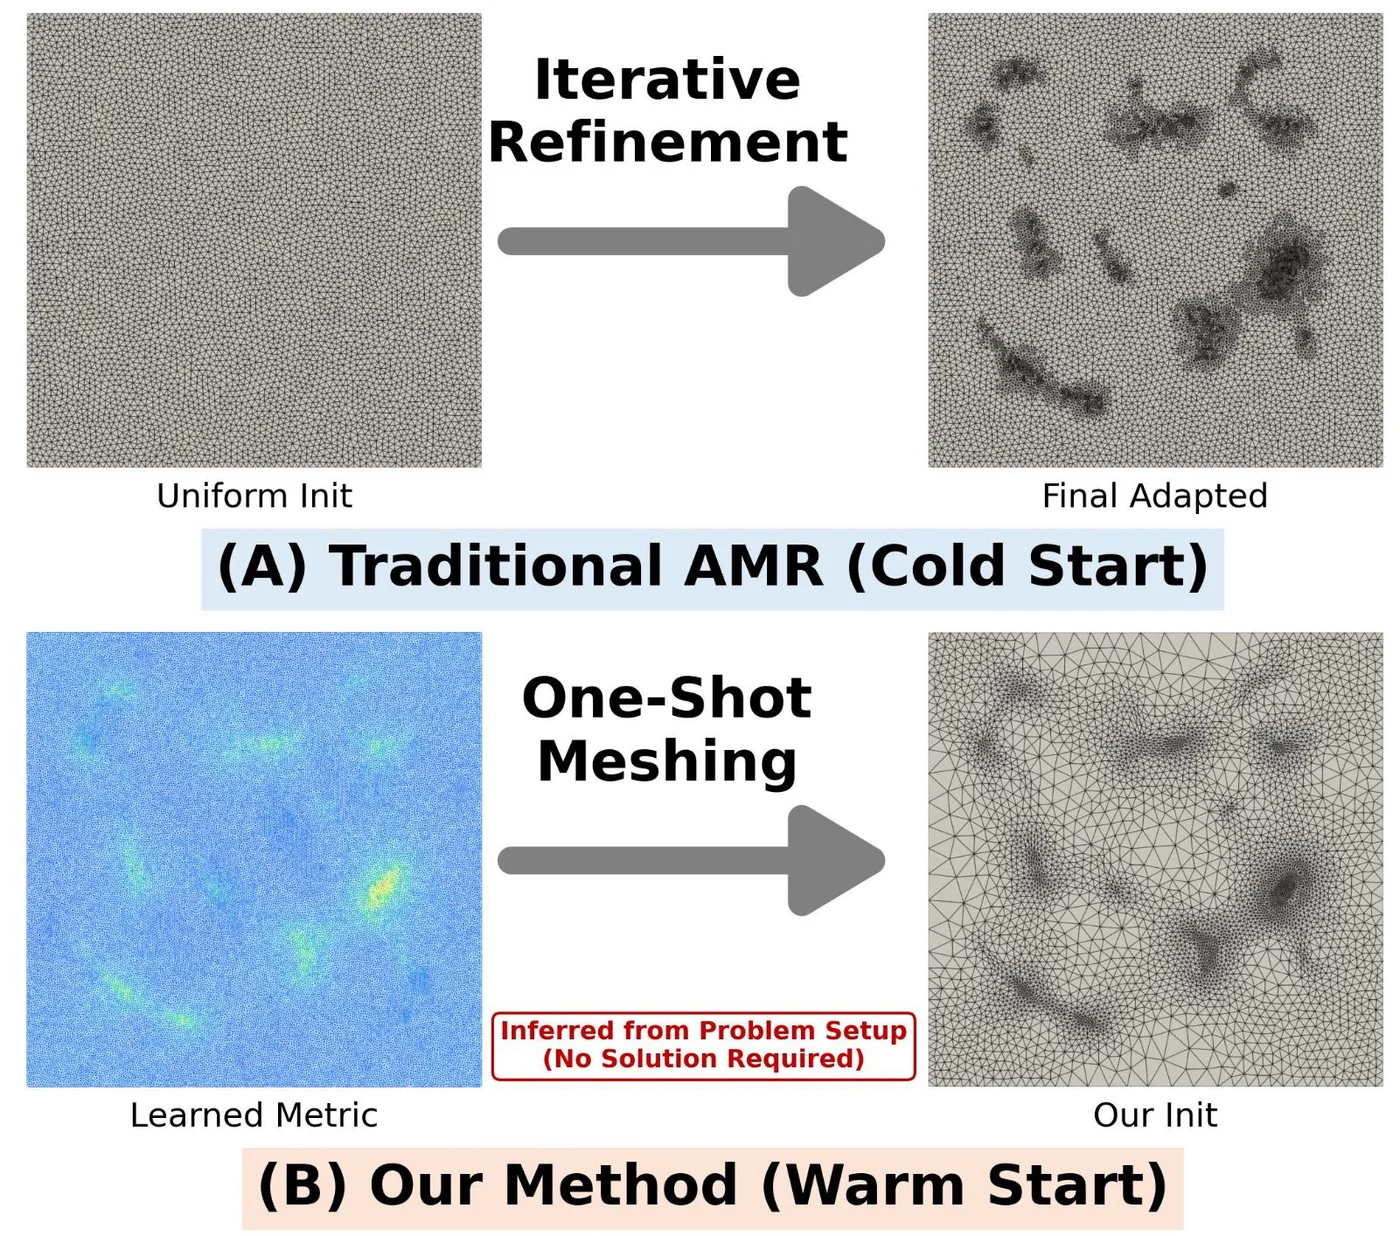 Iterative
Refinement
Uniform Init
Final Adapted
(A) Traditional AMR (Cold Start)
One-Shot
Meshing
Inferred from Problem Setup
(No Solution Required)
Learned Metric
Our Init
(B) Our Method (Warm Start)